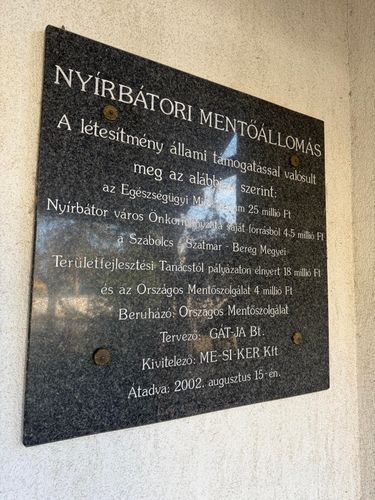 NYÍRBÁTORI MENTŐÁLLOMÁS
A létesítmény állami támogatással valósult
meg az alábbiak szerint:
az Egészségügyi Minisztérium 25 millió Ft
Nyírbátor város Önkormányzata saját forrásból 4.5 millió Ft
a Szabolcs - Szatmár - Bereg Megyei
Területfejlesztési Tanácstól pályázaton elnyert 18 millió Ft
és az Országos Mentőszolgálat 4 millió Ft
Beruházó: Országos Mentőszolgálat
Tervező: GÁT-JA Bt.
Kivitelező: ME-SI-KER Kft
Átadva: 2002. augusztus 15-én.